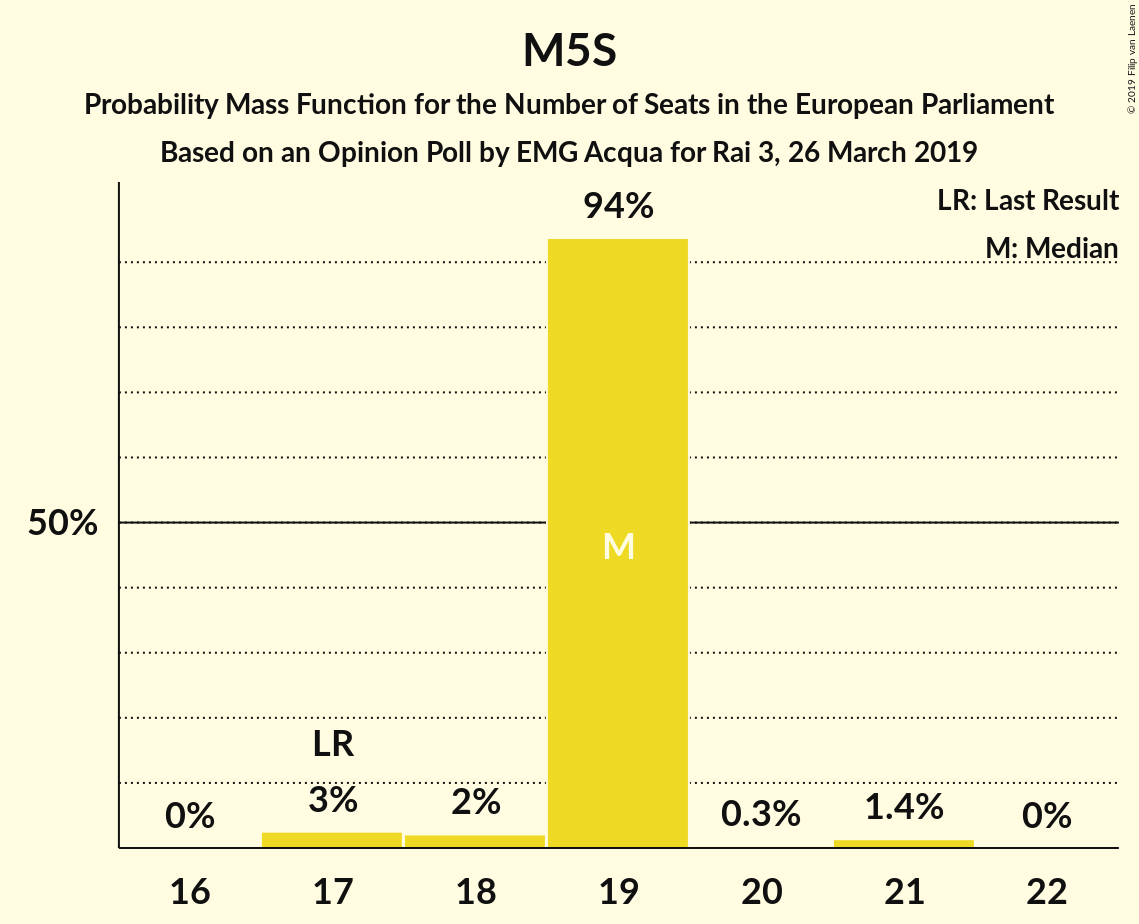 M5S
Probability Mass Function for the Number of Seats in the European Parliament
Based on an Opinion Poll by EMG Acqua for Rai 3, 26 March 2019
© 2019 Filip van Laenen
LR: Last Result
M: Median
94%
50%
M
LR
0%
3%
2%
0.3%
1.4%
0%
16
17
18
19
20
21
22